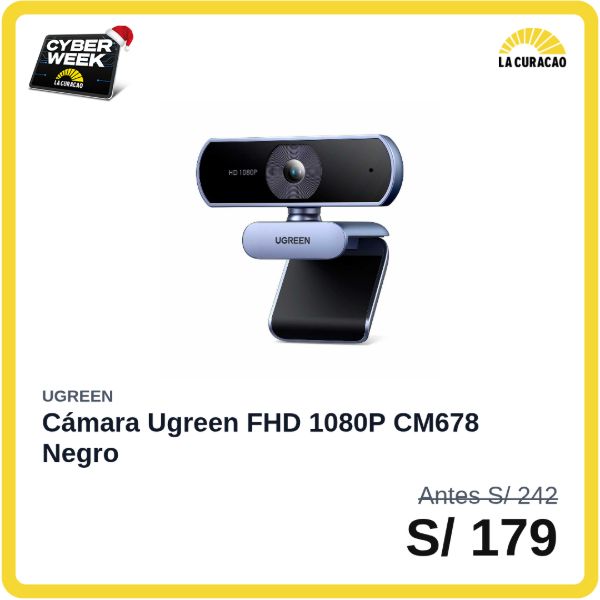 CYBER
WEEK
LA CURACAO
LA CURACAO
HD 1080P
UGREEN
UGREEN
Cámara Ugreen FHD 1080P CM678
Negro
Antes S/ 242
S/ 179